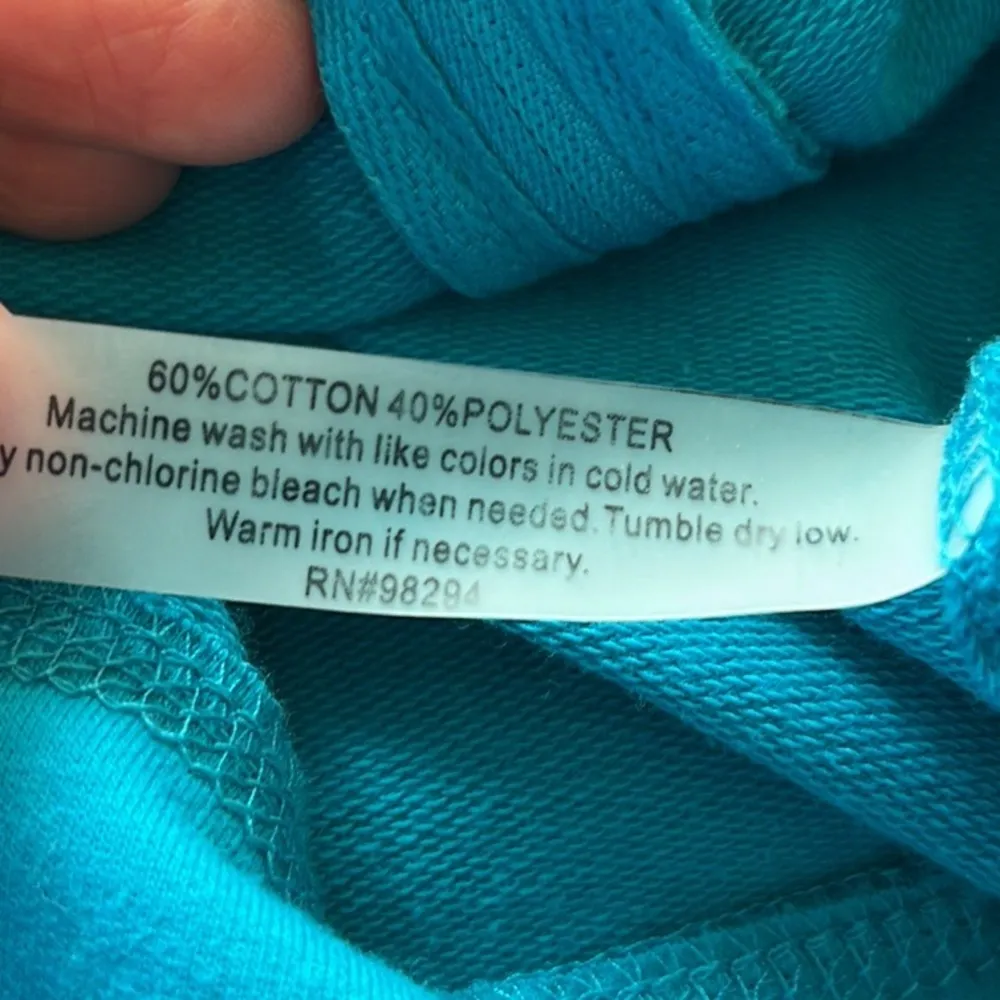 60%COTTON 40%POLYESTER
Machine wash with like colors in cold water.
y non-chlorine bleach when needed.Tumble dry low.
Warm iron if necessary.
RN#98294